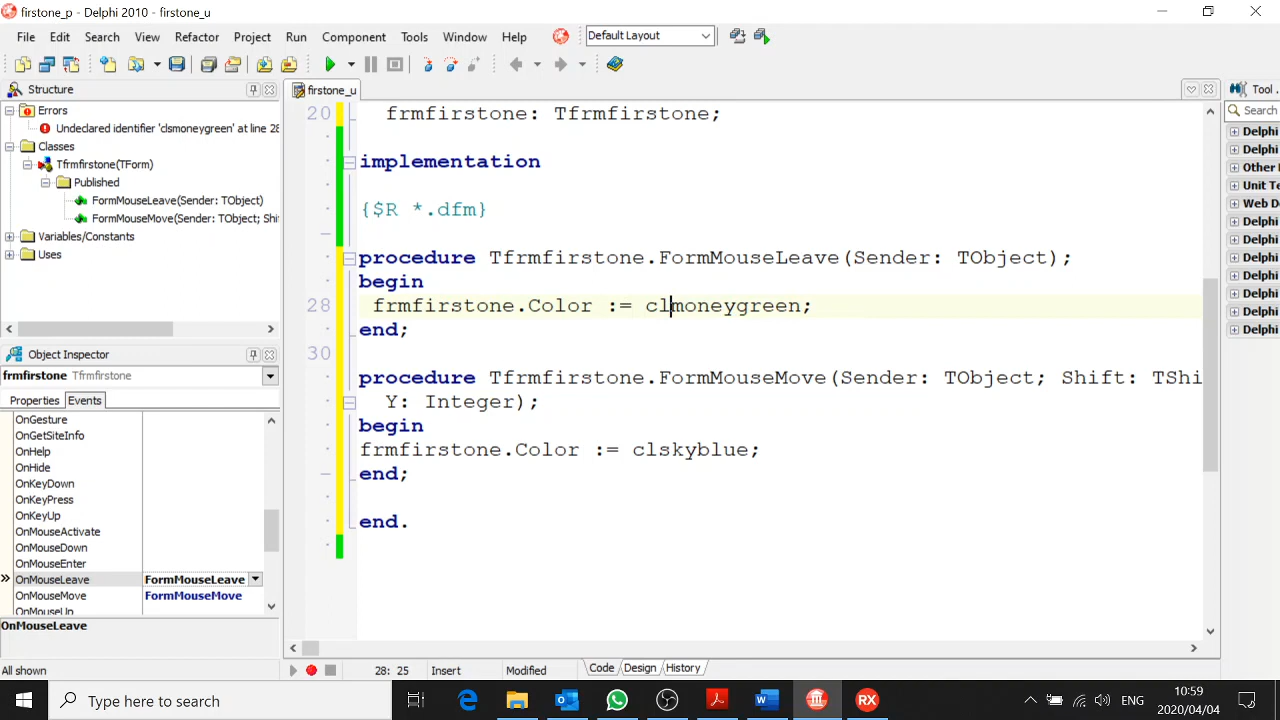 firstone_p - Delphi 2010 - firstone_u
File Edit Search View Refactor Project Run Component Tools Window Help Default Layout
Structure
firstone_u
Tool .
Errors
Undeclared identifier 'clsmoneygreen' at line 28
Classes
Tfrmfirstone(TForm)
Published
FormMouseLeave(Sender: TObject)
FormMouseMove(Sender: TObject; Shi
Variables/Constants
Uses
20 frmfirstone: Tfrmfirstone;
implementation
{$R *.dfm}
procedure Tfrmfirstone.FormMouseLeave(Sender: TObject);
begin
28 frmfirstone.Color := clmoneygreen;
end;
30
procedure Tfrmfirstone.FormMouseMove(Sender: TObject; Shift: TShi
Y: Integer);
begin
frmfirstone.Color := clskyblue;
end;
end.
Search
Delphi
Delphi
Other
Unit Te
Web D
Delphi
Delphi
Delphi
Delphi
Delphi
Delphi
Delphi
Object Inspector
frmfirstone Tfrmfirstone
Properties Events
OnGesture
OnGetSiteInfo
OnHelp
OnHide
OnKeyDown
OnKeyPress
OnKeyUp
OnMouseActivate
OnMouseDown
OnMouseEnter
OnMouseLeave FormMouseLeave
OnMouseMove FormMouseMove
OnMouseUp
OnMouseLeave
All shown
28: 25 Insert Modified Code Design History
Type here to search
RX
ENG
10:59
2020/04/04